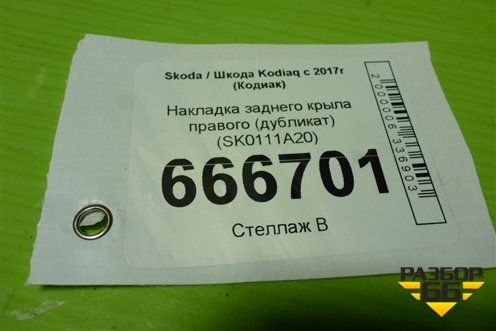 Skoda / Шкода Kodiaq с 2017г
(Кодиак)
Накладка заднего крыла
правого (дубликат)
(SK0111A20)
666701
Стеллаж В
2000006336903
РАЗБОР
66